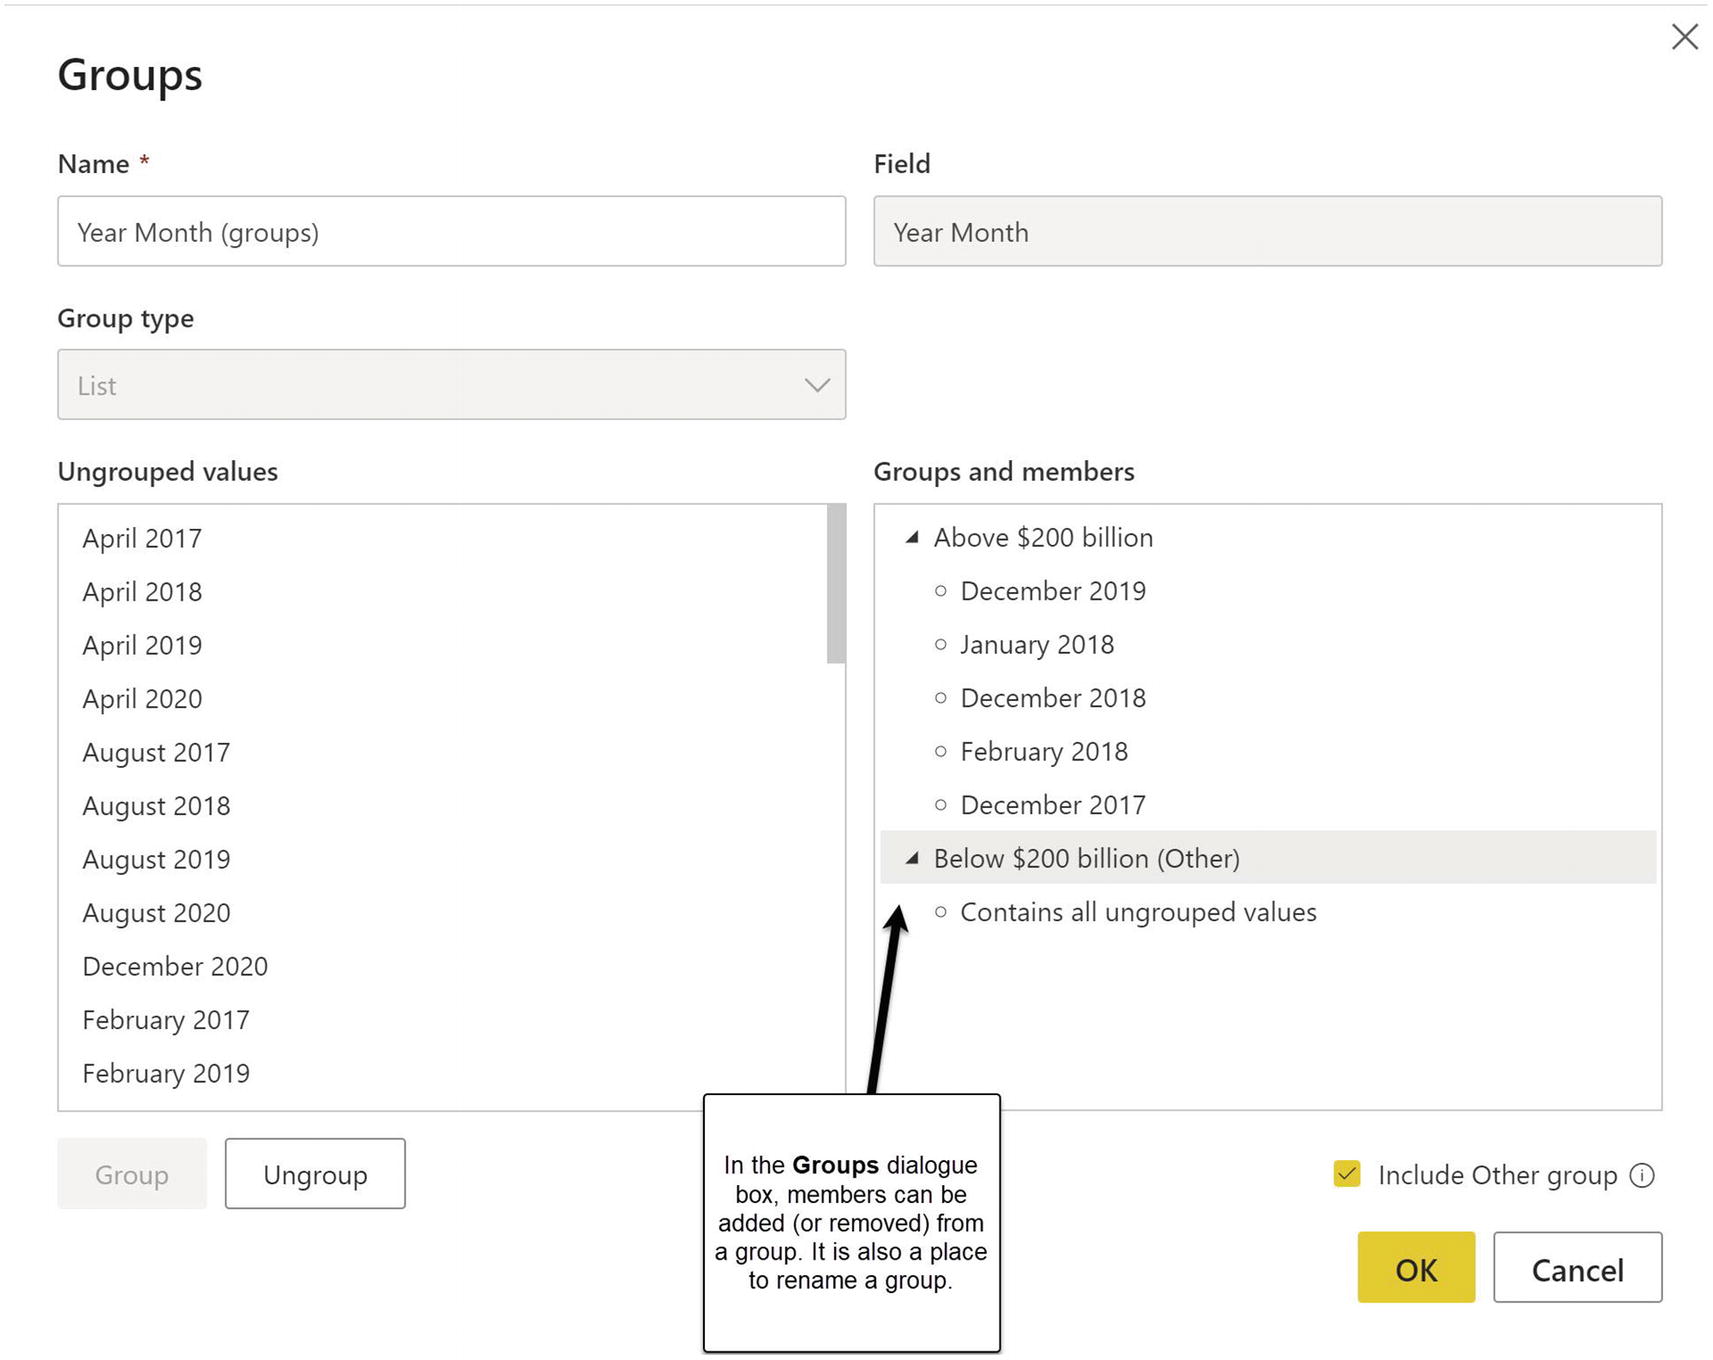 Groups
Name *
Field
Year Month (groups)
Year Month
Group type
List
Ungrouped values
April 2017
April 2018
April 2019
April 2020
August 2017
August 2018
August 2019
August 2020
December 2020
February 2017
February 2019
Groups and members
Above $200 billion
December 2019
January 2018
December 2018
February 2018
December 2017
Below $200 billion (Other)
Contains all ungrouped values
Group
Ungroup
In the Groups dialogue
box, members can be
added (or removed) from
a group. It is also a place
to rename a group.
Include Other group
OK
Cancel